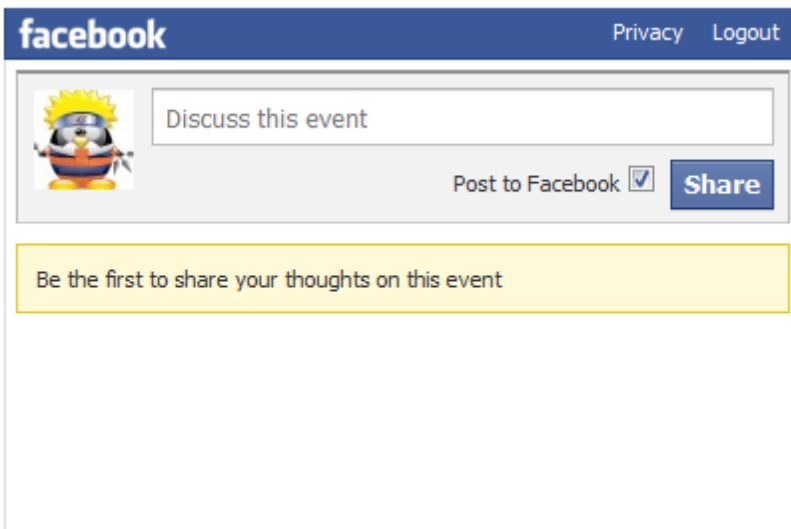 facebook Privacy Logout
Discuss this event
Post to Facebook Share
Be the first to share your thoughts on this event